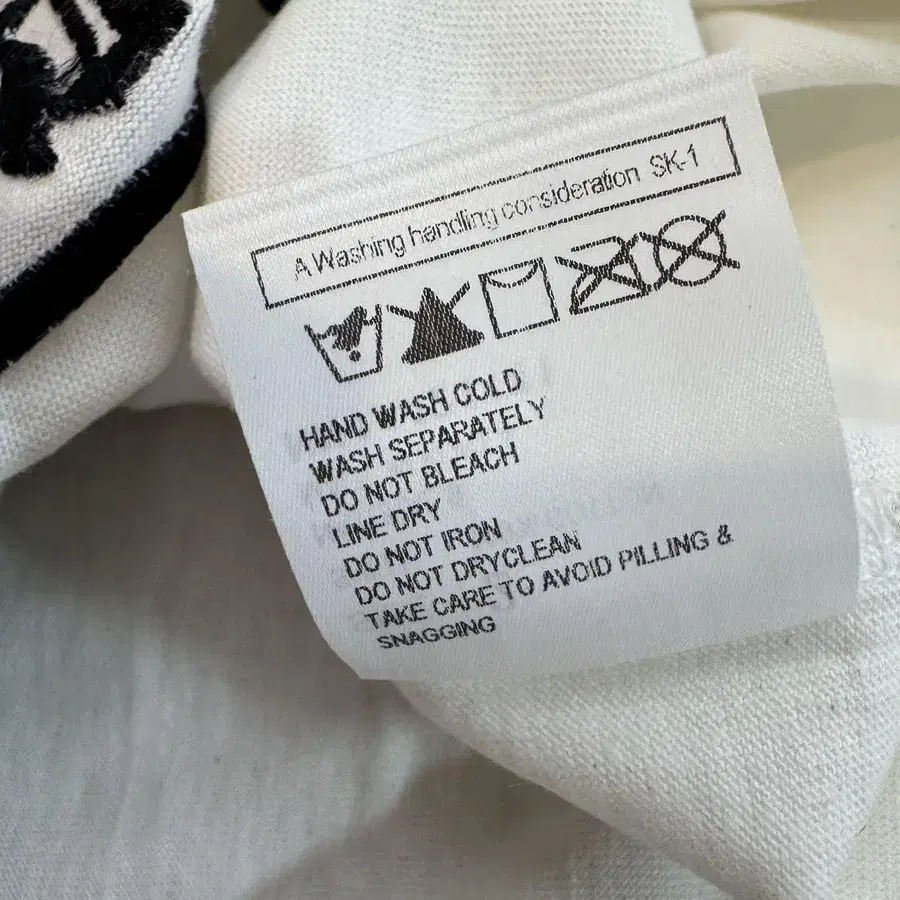 A Washing handling consideration SK-1
HAND WASH COLD
WASH SEPARATELY
DO NOT BLEACH
LINE DRY
DO NOT IRON
DO NOT DRYCLEAN
TAKE CARE TO AVOID PILLING &
SNAGGING